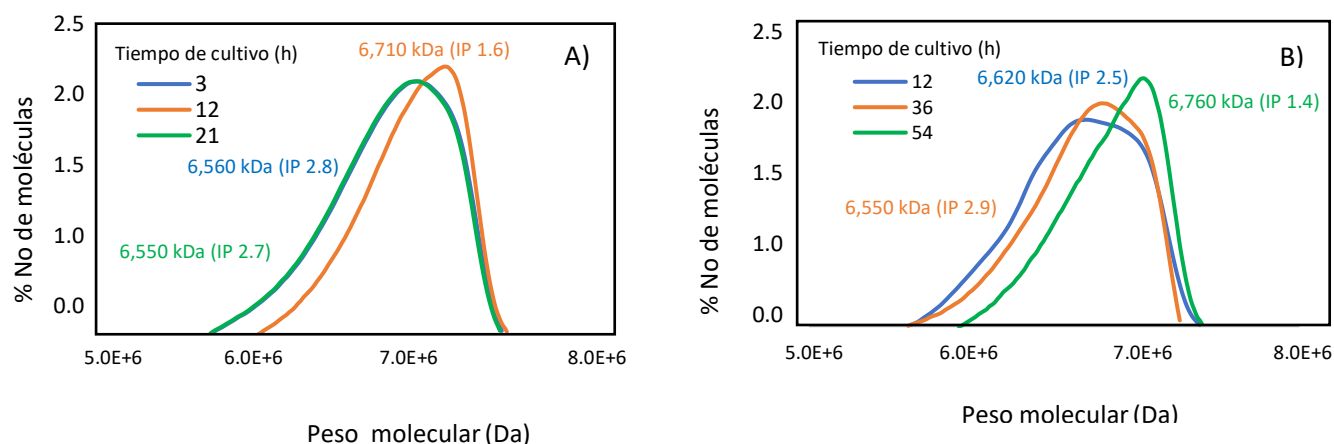 % No de moléculas
2.5
2.0
1.5
1.0
0.0
Tiempo de cultivo (h)
3
12
21
6,710 kDa (IP 1.6)
A)
6,560 kDa (IP 2.8)
6,550 kDa (IP 2.7)
5.0E+6 6.0E+6 7.0E+6 8.0E+6
Peso molecular (Da)
% No de moléculas
2.5
2.0
1.5
1.0
0.0
Tiempo de cultivo (h)
12
36
54
6,620 kDa (IP 2.5)
B)
6,760 kDa (IP 1.4)
6,550 kDa (IP 2.9)
5.0E+6 6.0E+6 7.0E+6 8.0E+6
Peso molecular (Da)